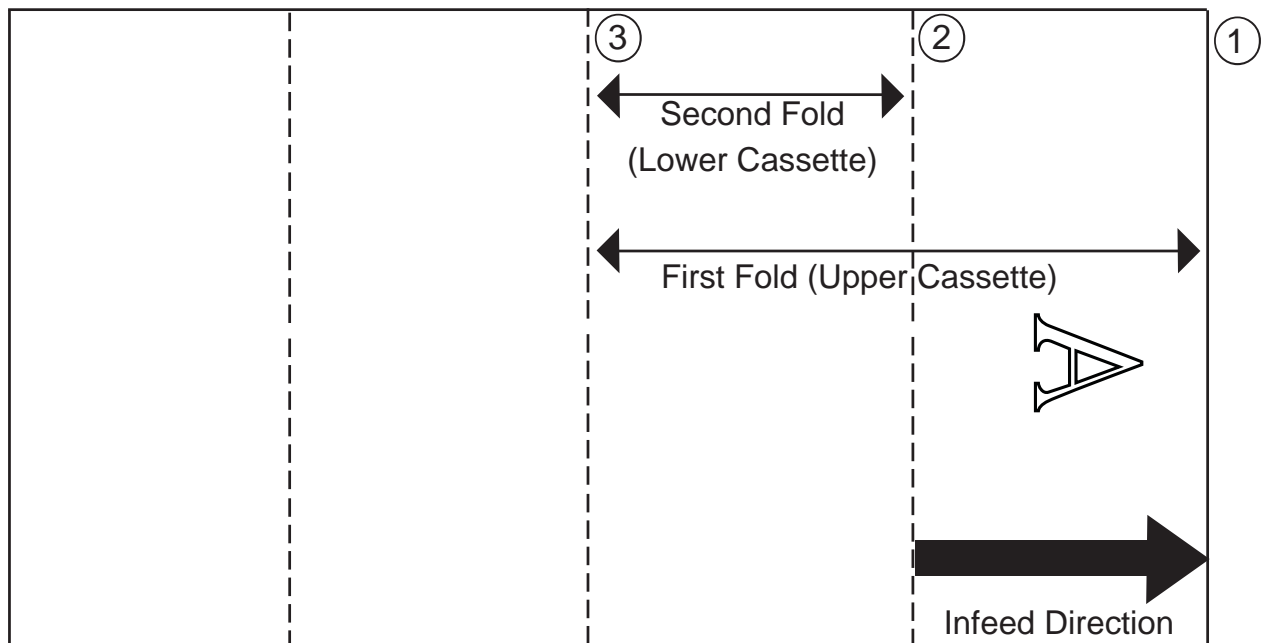 ③
②
①
Second Fold
(Lower Cassette)
First Fold (Upper Cassette)
A
Infeed Direction